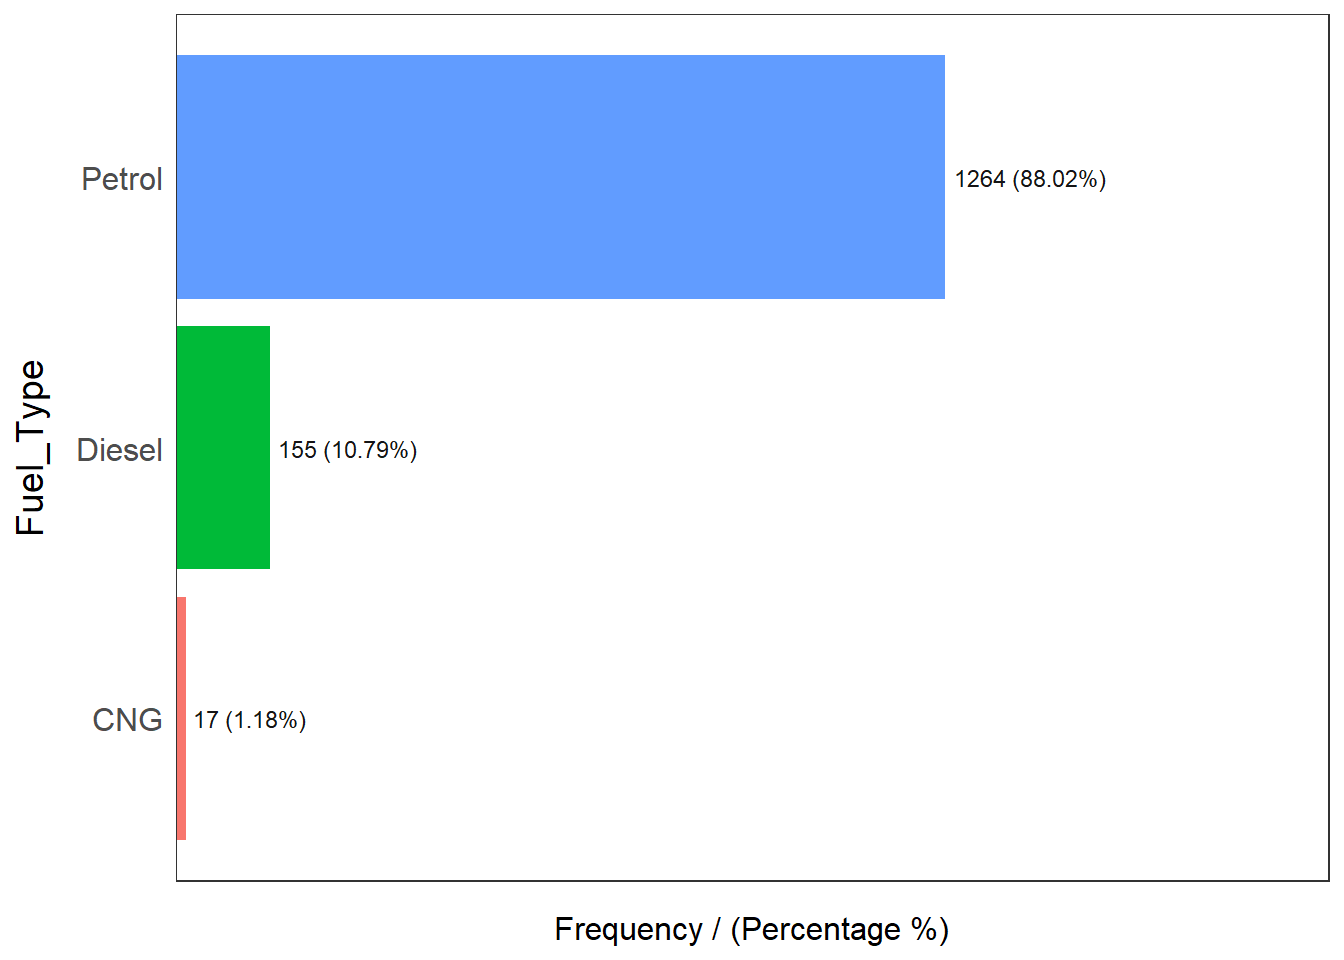 Petrol
1264 (88.02%)
Fuel_Type
Diesel
155 (10.79%)
CNG
17 (1.18%)
Frequency / (Percentage %)